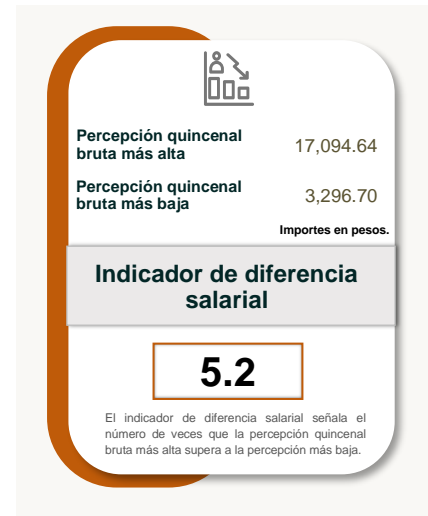 Percepción quincenal
bruta más alta
17,094.64
Percepción quincenal
bruta más baja
3,296.70
Importes en pesos.
Indicador de diferencia
salarial
5.2
El indicador de diferencia salarial señala el
número de veces que la percepción quincenal
bruta más alta supera a la percepción más baja.